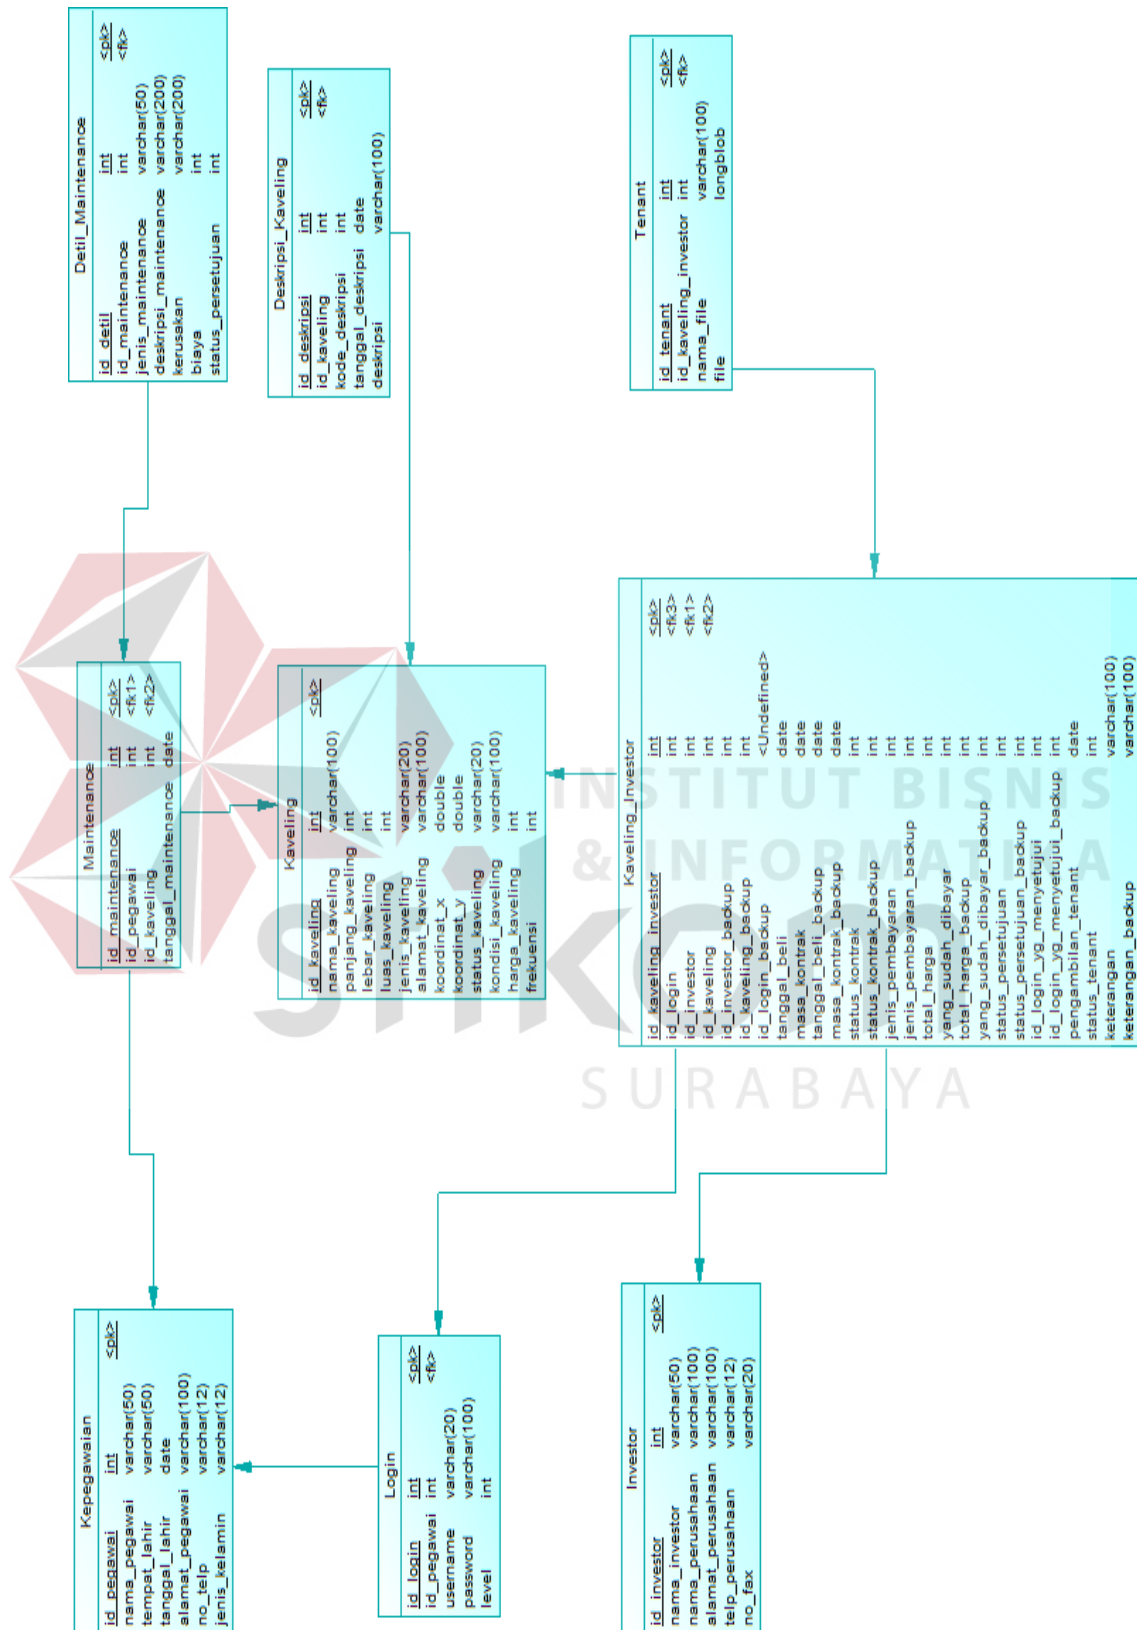 Detil_Maintenance
id_detil int <pk>
id_maintenance int <fk>
jenis_maintenance varchar(50)
deskripsi_maintenance varchar(200)
kerusakan varchar(200)
biaya int
status_persetujuan int
Deskripsi_Kaveling
id_deskripsi int <pk>
id_kaveling int <fk>
kode_deskripsi int
tanggal_deskripsi date
deskripsi varchar(100)
Tenant
id_tenant int <pk>
id_kaveling_investor int <fk>
nama_file varchar(100)
file longblob
Maintenance
id_maintenance int <pk>
id_pegawai int <fk1>
id_kaveling int <fk2>
tanggal_maintenance date
Kaveling
id_kaveling int <pk>
nama_kaveling varchar(100)
panjang_kaveling int
lebar_kaveling int
luas_kaveling int
jenis_kaveling varchar(20)
alamat_kaveling varchar(100)
koordinat_x double
koordinat_y double
status_kaveling varchar(20)
kondisi_kaveling varchar(100)
harga_kaveling int
frekuensi int
Kaveling_Investor
id_kaveling_investor int <pk>
id_login int <fk3>
id_investor int <fk1>
id_kaveling int <fk2>
id_investor_backup int
id_kaveling_backup int
id_login_backup <Undefined>
tanggal_beli date
masa_kontrak date
tanggal_beli_backup date
masa_kontrak_backup date
status_kontrak int
status_kontrak_backup int
jenis_pembayaran int
jenis_pembayaran_backup int
total_harga int
yang_sudah_dibayar int
total_harga_backup int
yang_sudah_dibayar_backup int
status_persetujuan int
status_persetujuan_backup int
id_login_yg_menyetujui int
id_login_yg_menyetujui_backup int
pengambilan_tenant date
status_tenant int
keterangan varchar(100)
keterangan_backup varchar(100)
Kepegawaian
id_pegawai int <pk>
nama_pegawai varchar(50)
tempat_lahir varchar(50)
tanggal_lahir date
alamat_pegawai varchar(100)
no_telp varchar(12)
jenis_kelamin varchar(12)
Login
id_login int <pk>
id_pegawai int <fk>
username varchar(20)
password varchar(100)
level int
Investor
id_investor int <pk>
nama_investor varchar(50)
nama_perusahaan varchar(100)
alamat_perusahaan varchar(100)
telp_perusahaan varchar(12)
no_fax varchar(20)
INSTITUT BISNIS
& INFORMATIKA
stikom
SURABAYA